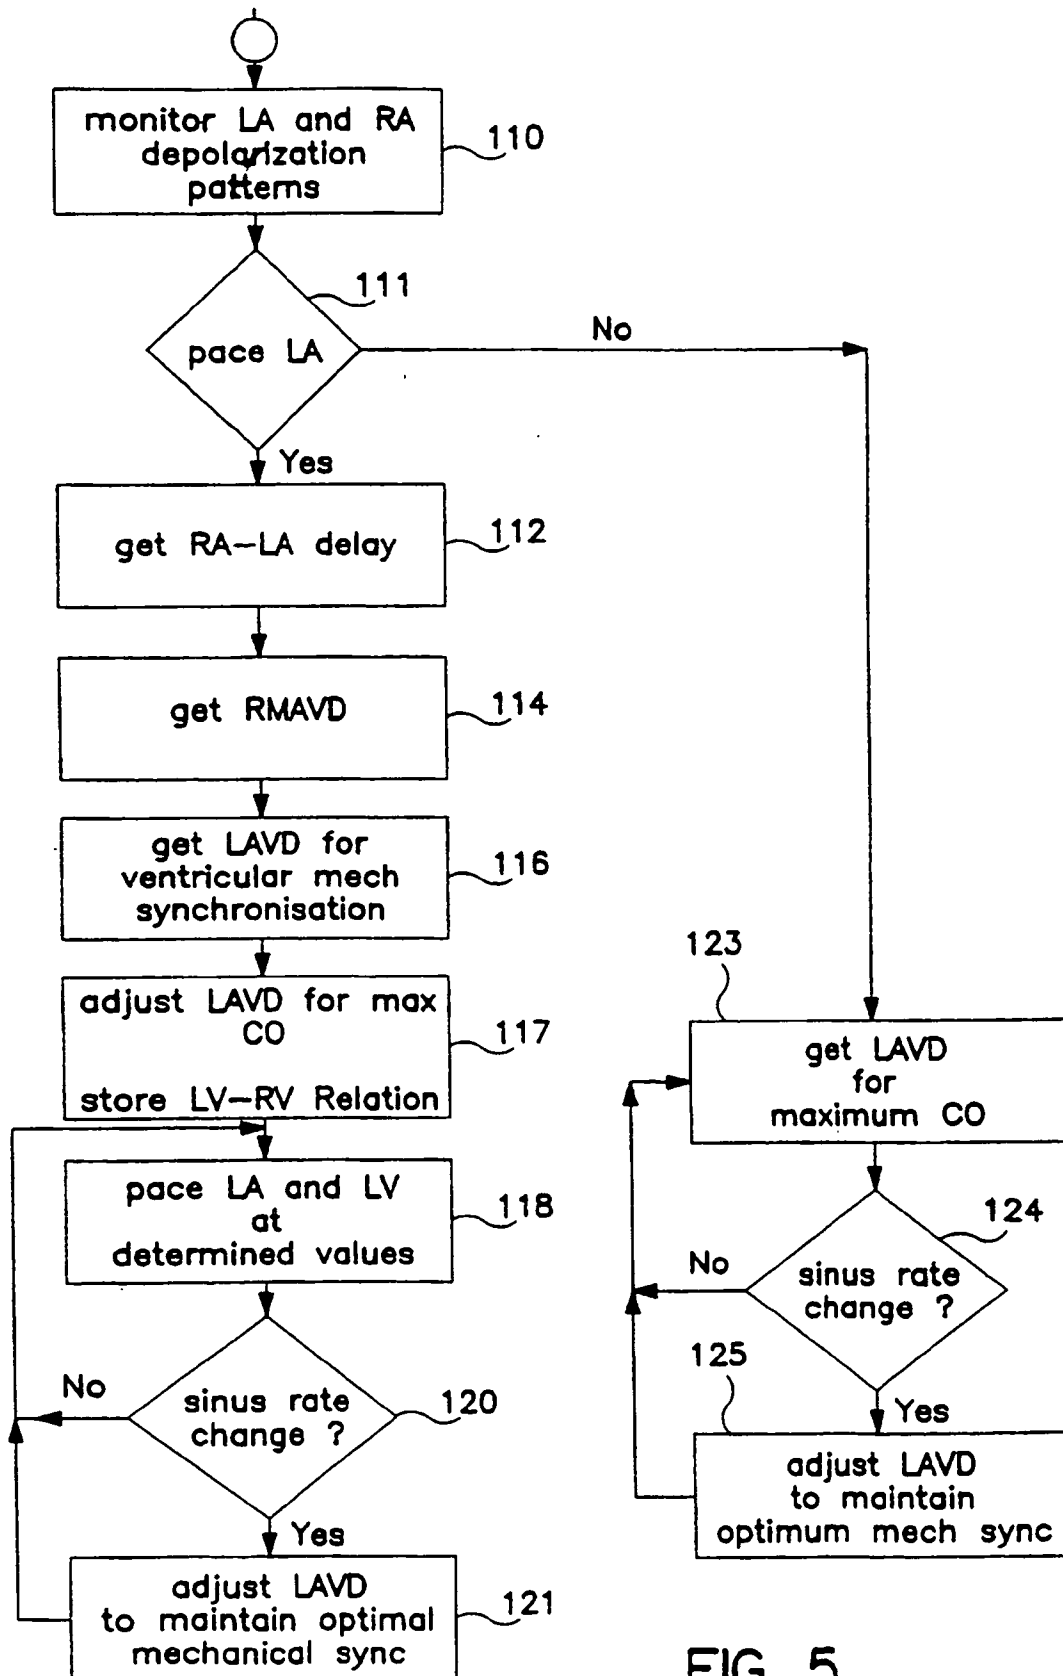 monitor LA and RA
depolarization
patterns
110
111
pace LA
No
Yes
get RA-LA delay
112
get RMAVD
114
get LAVD for
ventricular mech
synchronisation
116
adjust LAVD for max
CO
store LV-RV Relation
117
pace LA and LV
at
determined values
118
No
sinus rate
change ?
120
Yes
adjust LAVD
to maintain optimal
mechanical sync
121
123
get LAVD
for
maximum CO
124
No
sinus rate
change ?
125
Yes
adjust LAVD
to maintain
optimum mech sync
FIG. 5